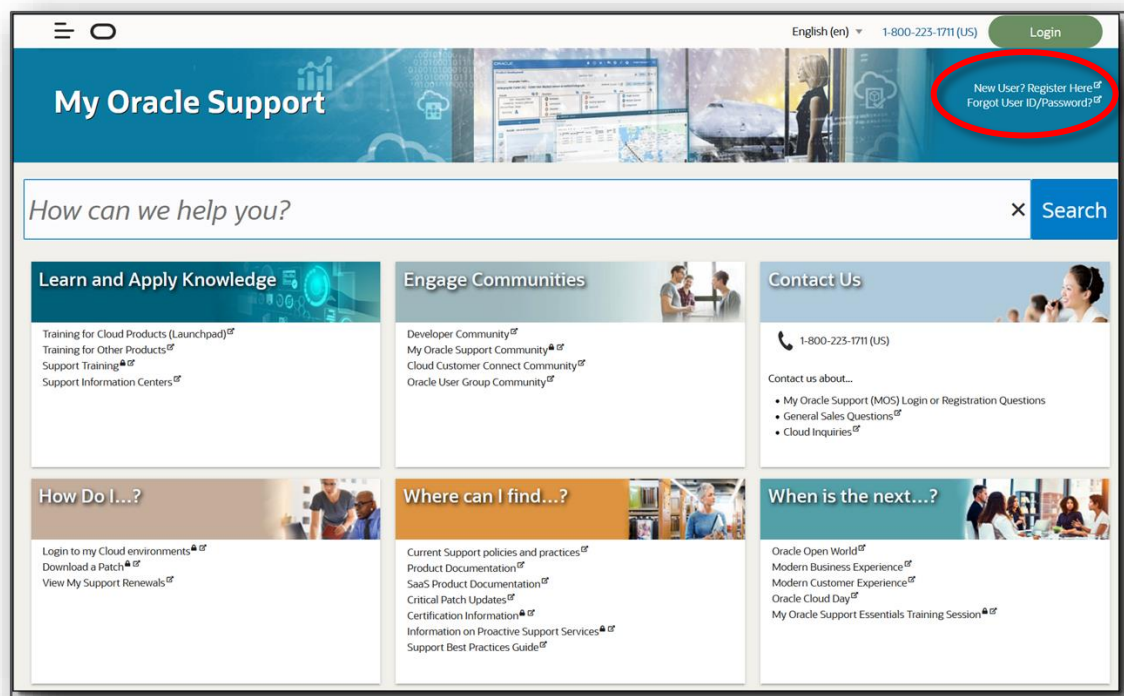 English (en)
1-800-223-1711 (US)
Login
My Oracle Support
New User? Register Here
Forgot User ID/Password?
How can we help you?
× Search
Learn and Apply Knowledge
Training for Cloud Products (Launchpad)
Training for Other Products
Support Training
Support Information Centers
Engage Communities
Developer Community
My Oracle Support Community
Cloud Customer Connect Community
Oracle User Group Community
Contact Us
1-800-223-1711 (US)
Contact us about...
• My Oracle Support (MOS) Login or Registration Questions
• General Sales Questions
• Cloud Inquiries
How Do I...?
Login to my Cloud environments
Download a Patch
View My Support Renewals
Where can I find...?
Current Support policies and practices
Product Documentation
SaaS Product Documentation
Critical Patch Updates
Certification Information
Information on Proactive Support Services
Support Best Practices Guide
When is the next...?
Oracle Open World
Modern Business Experience
Modern Customer Experience
Oracle Cloud Day
My Oracle Support Essentials Training Session